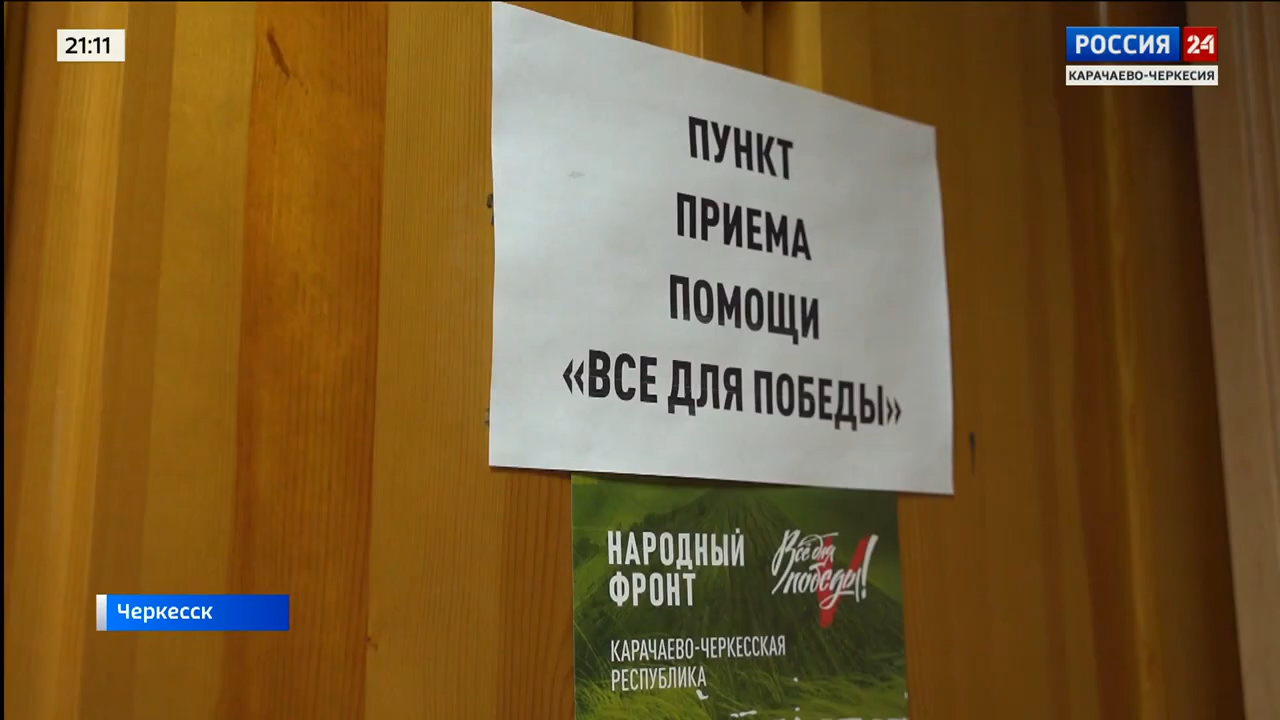 21:11
РОССИЯ 24
КАРАЧАЕВО-ЧЕРКЕСИЯ
ПУНКТ
ПРИЕМА
ПОМОЩИ
«ВСЕ ДЛЯ ПОБЕДЫ»
НАРОДНЫЙ
ФРОНТ
Всё для
победы!
КАРАЧАЕВО-ЧЕРКЕССКАЯ
РЕСПУБЛИКА
Черкесск